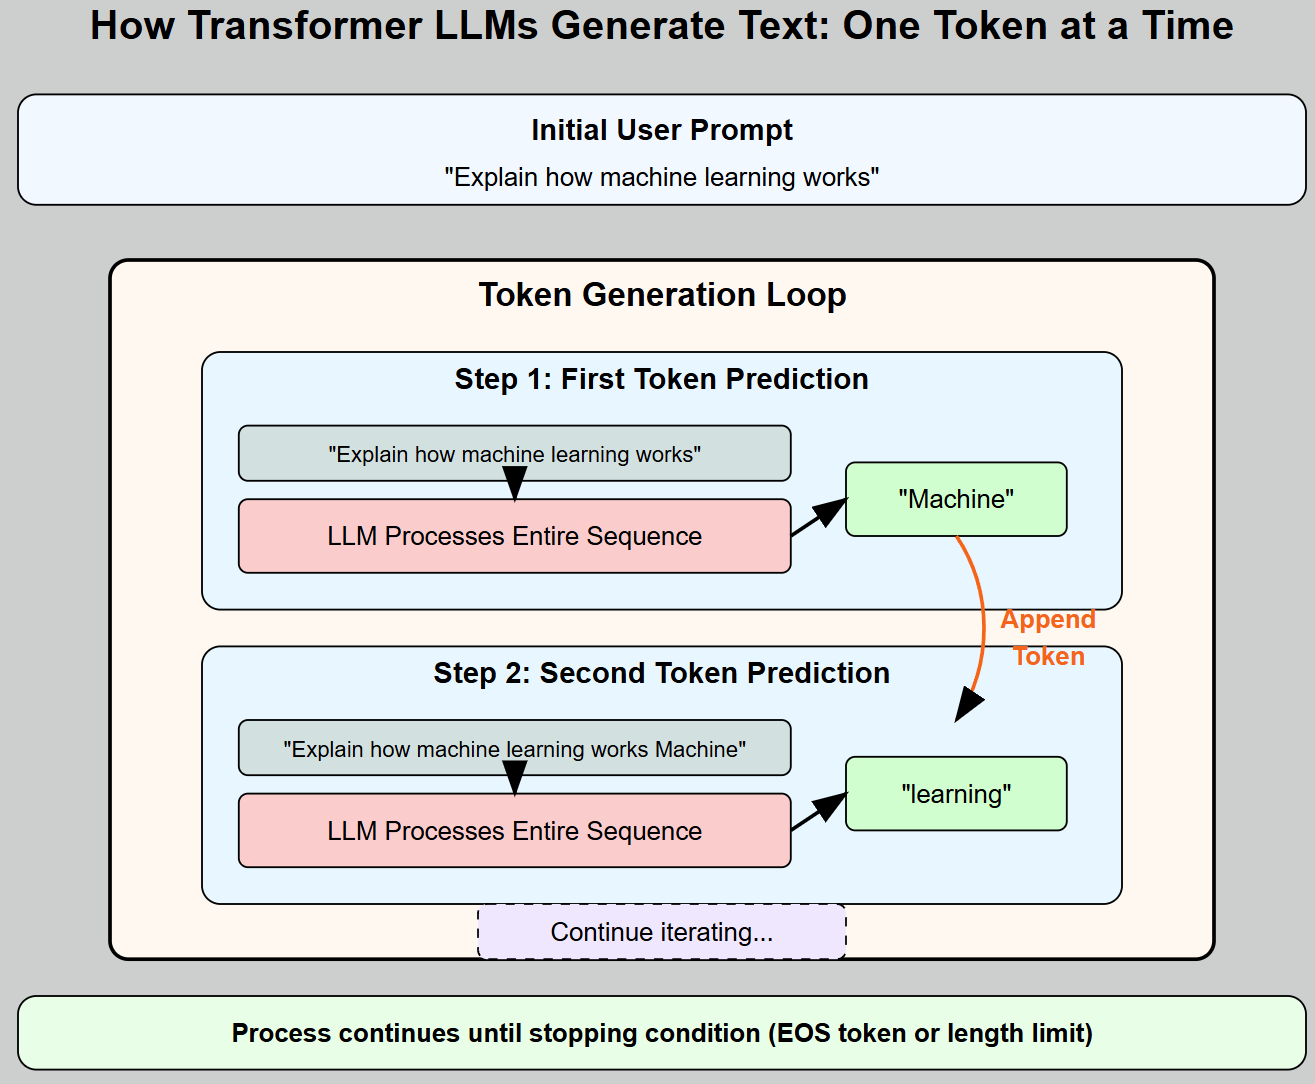 How Transformer LLMs Generate Text: One Token at a Time
Initial User Prompt
"Explain how machine learning works"
Token Generation Loop
Step 1: First Token Prediction
"Explain how machine learning works"
LLM Processes Entire Sequence
"Machine"
Append
Token
Step 2: Second Token Prediction
"Explain how machine learning works Machine"
LLM Processes Entire Sequence
"learning"
Continue iterating...
Process continues until stopping condition (EOS token or length limit)